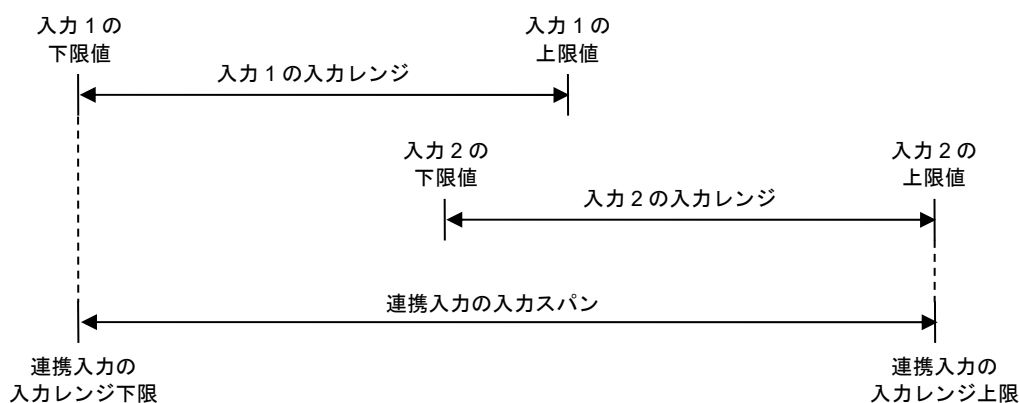 入力１の
下限値
入力１の
上限値
入力１の入力レンジ
入力２の
下限値
入力２の
上限値
入力２の入力レンジ
連携入力の入力スパン
連携入力の
入力レンジ下限
連携入力の
入力レンジ上限